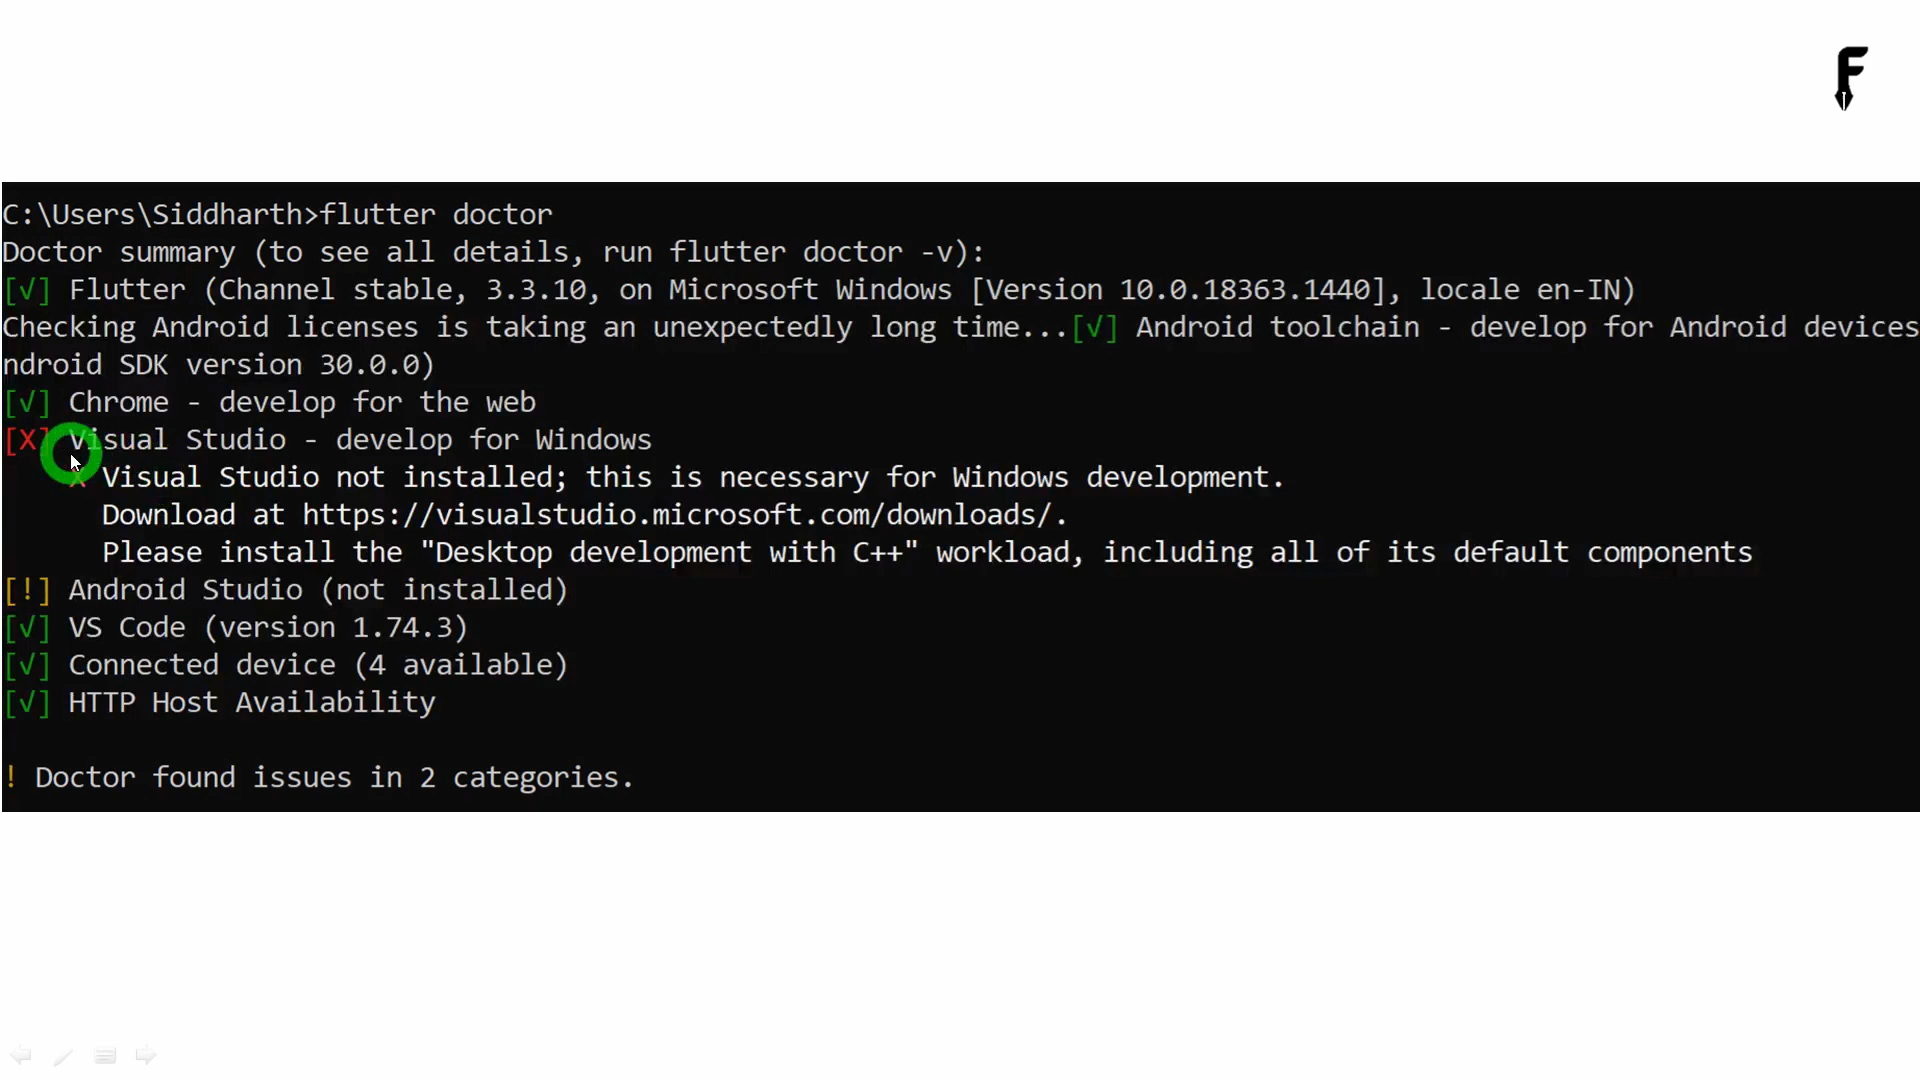 F
C:\Users\Siddharth>flutter doctor
Doctor summary (to see all details, run flutter doctor -v):
[√] Flutter (Channel stable, 3.3.10, on Microsoft Windows [Version 10.0.18363.1440], locale en-IN)
Checking Android licenses is taking an unexpectedly long time...[√] Android toolchain - develop for Android devices
ndroid SDK version 30.0.0)
[√] Chrome - develop for the web
[X] Visual Studio - develop for Windows
X Visual Studio not installed; this is necessary for Windows development.
Download at https://visualstudio.microsoft.com/downloads/.
Please install the "Desktop development with C++" workload, including all of its default components
[!] Android Studio (not installed)
[√] VS Code (version 1.74.3)
[√] Connected device (4 available)
[√] HTTP Host Availability
! Doctor found issues in 2 categories.